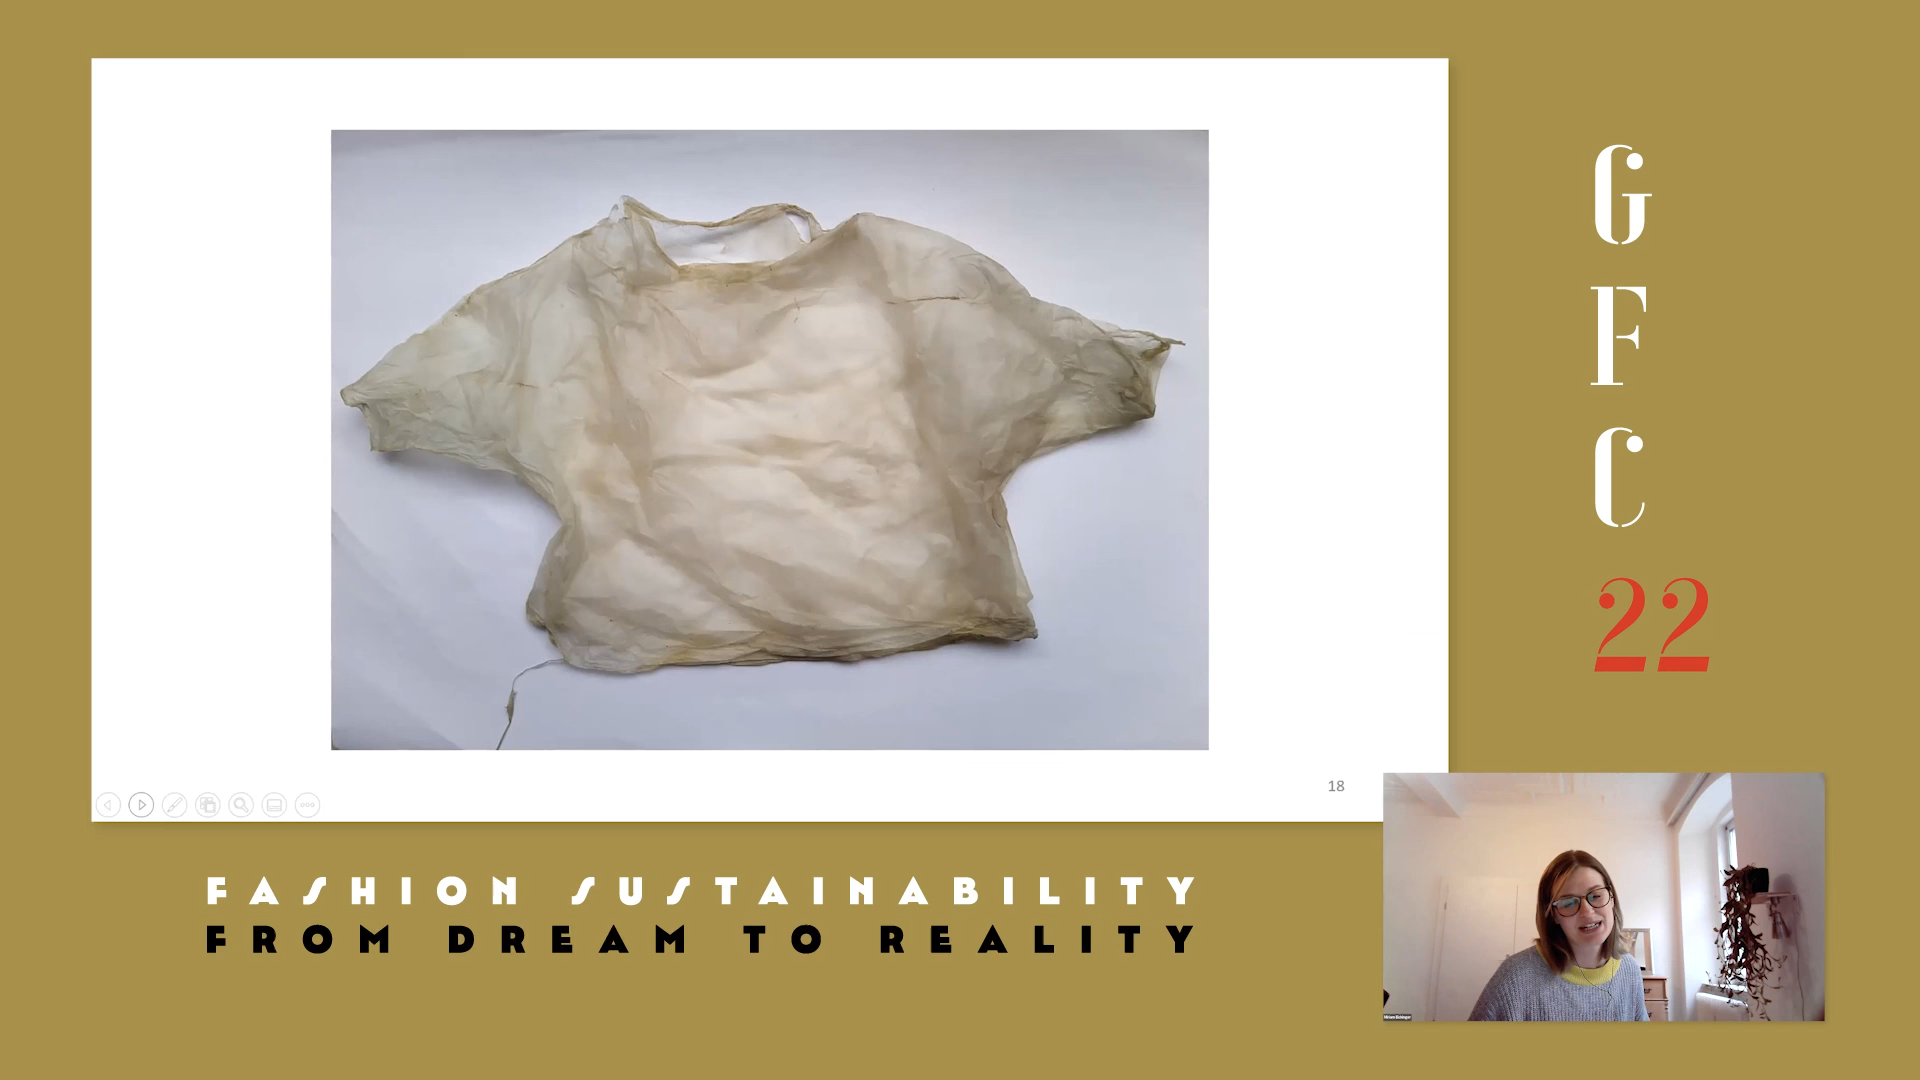 G
F
C
22
18
FASHION SUSTAINABILITY
FROM DREAM TO REALITY